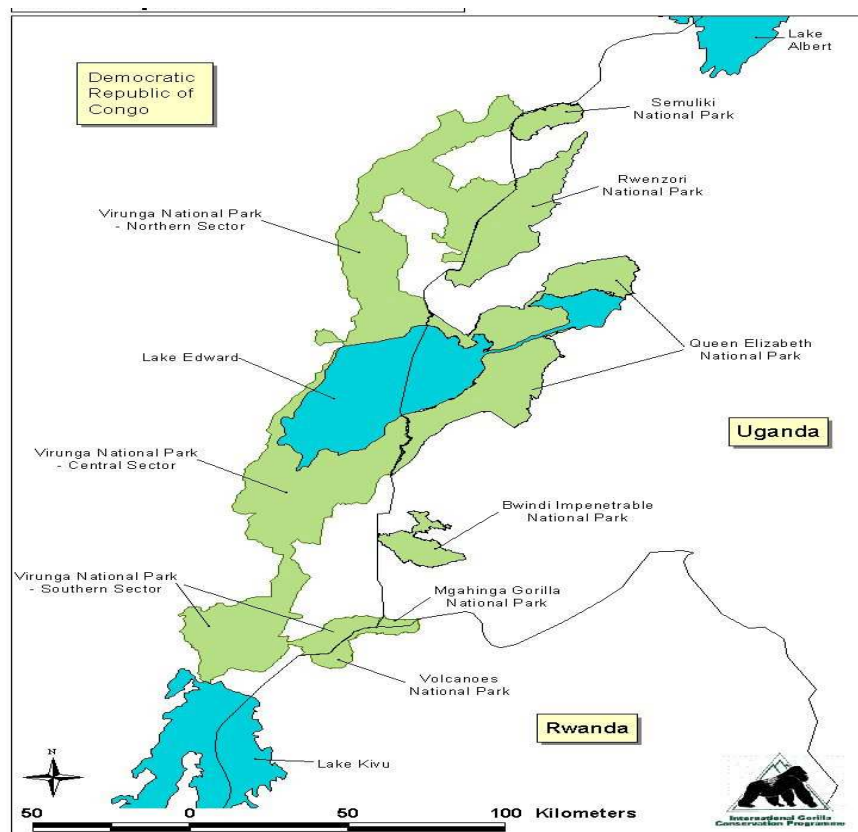 Lake
Albert
Democratic
Republic of
Congo
Semuliki
National Park
Rwenzori
National Park
Virunga National Park
- Northern Sector
Queen Elizabeth
National Park
Lake Edward
Uganda
Virunga National Park
- Central Sector
Bwindi Impenetrable
National Park
Virunga National Park
- Southern Sector
Mgahinga Gorilla
National Park
Volcanoes
National Park
Rwanda
N
Lake Kivu
International Gorilla
Conservation Programme
50 0 50 100 Kilometers